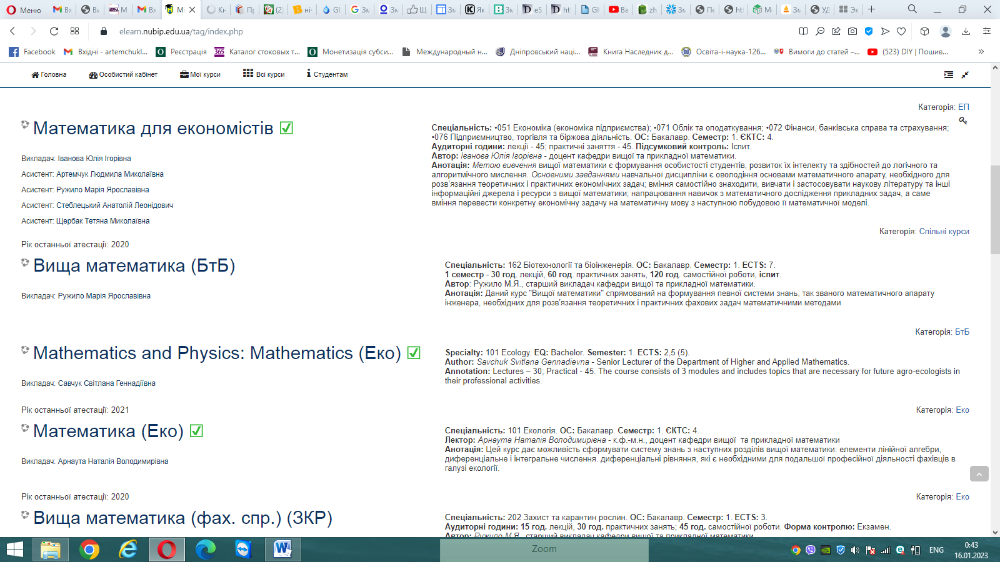 Меню
elearn.nubip.edu.ua/tag/index.php
Facebook
Вхідні - artemchukl...
Реєстрація
365
Каталог стоковых т...
Монетизація субси...
Международный н...
Дніпровський наці...
Книга Наследник д...
Освіта-і-наука-126...
Вимоги до статей –...
(523) DIY | Пошив...
»
Головна
Особистий кабінет
Мої курси
Всі курси
Студентам
Категорія: ЕП
Математика для економістів
Викладач: Іванова Юлія Ігорівна
Асистент: Артемчук Людмила Миколаївна
Асистент: Ружило Марія Ярославівна
Асистент: Стеблецький Анатолій Леонідович
Асистент: Щербак Тетяна Миколаївна
Спеціальність: •051 Економіка (економіка підприємства); •071 Облік та оподаткування; •072 Фінанси, банківська справа та страхування;
•076 Підприємництво, торгівля та біржова діяльність. ОС: Бакалавр. Семестр: 1. ЄКТС: 4.
Аудиторні години: лекції - 45; практичні заняття - 45. Підсумковий контроль: Іспит.
Автор: Іванова Юлія Ігорівна - доцент кафедри вищої та прикладної математики.
Анотація: Метою вивчення вищої математики є формування особистості студентів, розвиток їх інтелекту та здібностей до логічного та
алгоритмічного мислення. Основними завданнями навчальної дисципліни є оволодіння основами математичного апарату, необхідного для
розв’язання теоретичних і практичних економічних задач; вміння самостійно знаходити, вивчати і застосовувати наукову літературу та інші
інформаційні джерела і ресурси з вищої математики; напрацювання навичок з математичного дослідження прикладних задач, а саме
вміння перевести конкретну економічну задачу на математичну мову з наступною побудовою її математичної моделі.
Категорія: Спільні курси
Рік останньої атестації: 2020
Вища математика (БтБ)
Викладач: Ружило Марія Ярославівна
Спеціальність: 162 Біотехнології та біоінженерія. ОС: Бакалавр. Семестр: 1. ECTS: 7.
1 семестр - 30 год. лекцій, 60 год. практичних занять, 120 год. самостійної роботи, іспит.
Автор: Ружило М.Я., старший викладач кафедри вищої та прикладної математики.
Анотація: Даний курс "Вищої математики" спрямований на формування певної системи знань, так званого математичного апарату
інженера, необхідних для розв'язання теоретичних і практичних фахових задач математичними методами
Категорія: БтБ
Mathematics and Physics: Mathematics (Еко)
Викладач: Савчук Світлана Геннадіївна
Specialty: 101 Ecology. EQ: Bachelor. Semester: 1. ECTS: 2,5 (5).
Author: Savchuk Svitlana Gennadievna - Senior Lecturer of the Department of Higher and Applied Mathematics.
Annotation: Lectures – 30; Practical - 45. The course consists of 3 modules and includes topics that are necessary for future agro-ecologists in
their professional activities.
Рік останньої атестації: 2021
Категорія: Еко
Математика (Еко)
Викладач: Арнаута Наталія Володимирівна
Спеціальність: 101 Екологія. ОС: Бакалавр. Семестр: 1. ЄКТС: 4.
Лектор: Арнаута Наталія Володимирівна - к.ф.-м.н., доцент кафедри вищої та прикладної математики
Анотація: Цей курс дає можливість сформувати систему знань з наступних розділів вищої математики: елементи лінійної алгебри,
диференціальне і інтегральне числення. диференціальні рівняння, які є необхідними для подальшої професійної діяльності фахівців в
галузі екології.
Рік останньої атестації: 2020
Категорія: Еко
Вища математика (фах. спр.) (ЗКР)
Спеціальність: 202 Захист та карантин рослин. ОС: Бакалавр. Семестр: 1. ECTS: 3.
Аудиторні години: 15 год. лекцій, 30 год. практичних занять; 45 год. самостійної роботи. Форма контролю: Екзамен.
Автор: Ружило М.Я., старший викладач кафедри вищої та прикладної математики
Zoom
ENG
0:43
16.01.2023